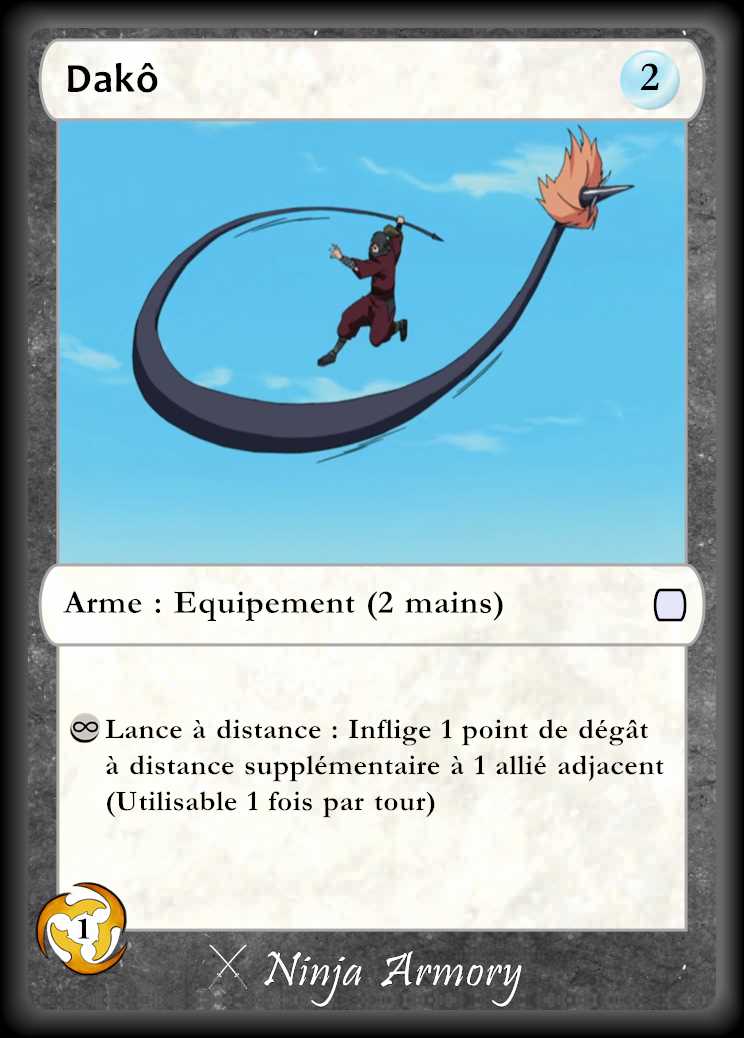 Dakô
2
Arme : Equipement (2 mains)
∞ Lance à distance : Inflige 1 point de dégât
à distance supplémentaire à 1 allié adjacent
(Utilisable 1 fois par tour)
1
Ninja Armory